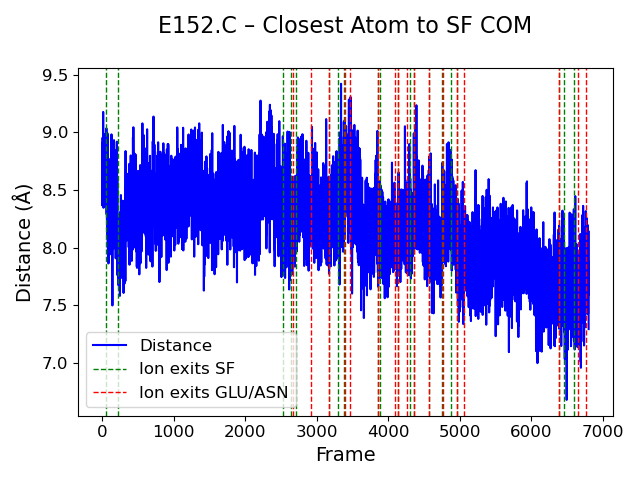 E152.C – Closest Atom to SF COM
Distance (Å)
9.5
9.0
8.5
8.0
7.5
7.0
Distance
Ion exits SF
Ion exits GLU/ASN
0 1000 2000 3000 4000 5000 6000 7000
Frame